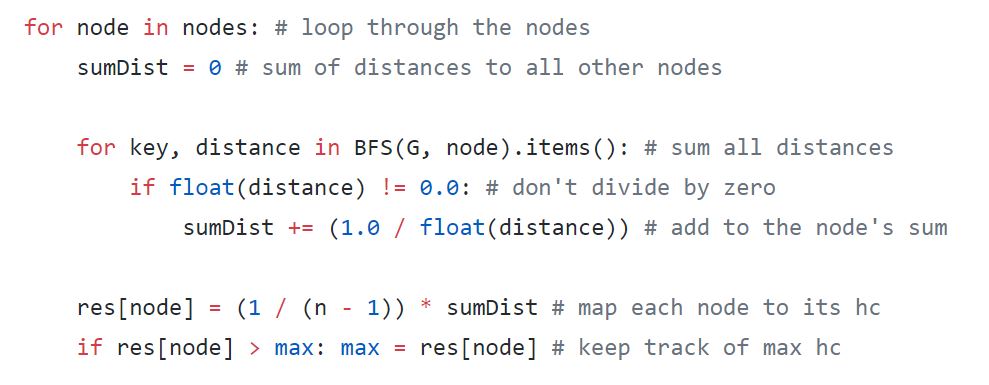 for node in nodes: # loop through the nodes
    sumDist = 0 # sum of distances to all other nodes
    for key, distance in BFS(G, node).items(): # sum all distances
        if float(distance) != 0.0: # don't divide by zero
            sumDist += (1.0 / float(distance)) # add to the node's sum
    res[node] = (1 / (n - 1)) * sumDist # map each node to its hc
    if res[node] > max: max = res[node] # keep track of max hc